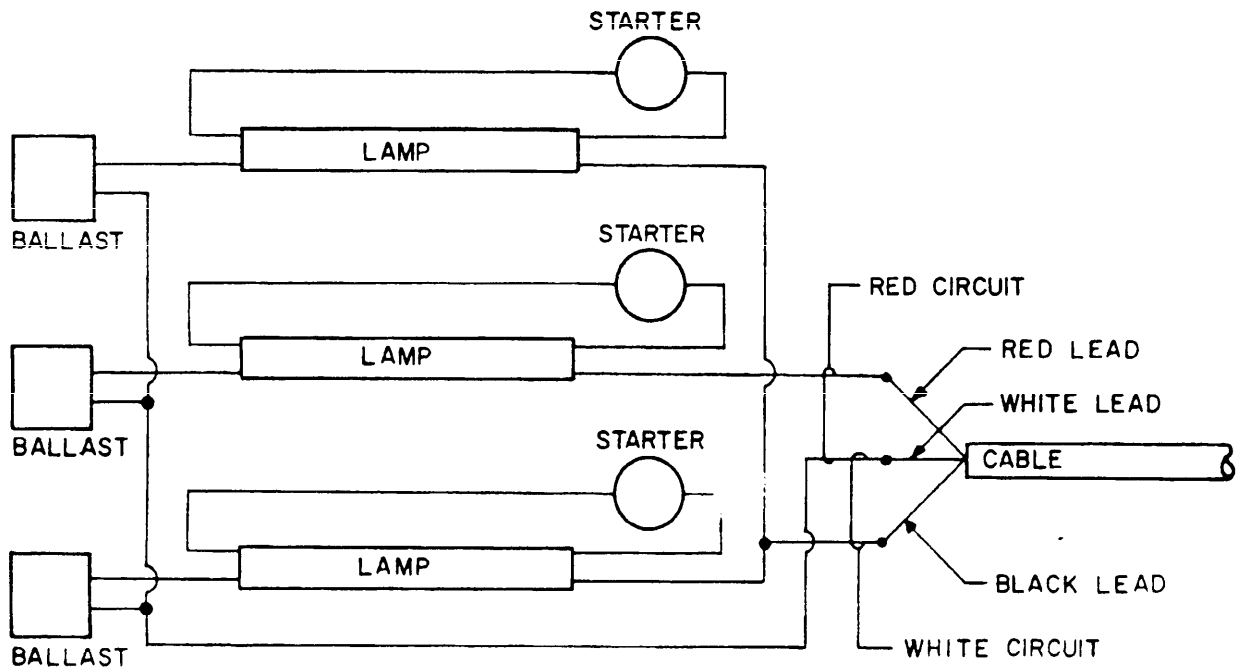 STARTER
LAMP
BALLAST
STARTER
RED CIRCUIT
LAMP
RED LEAD
WHITE LEAD
BALLAST
STARTER
CABLE
LAMP
BLACK LEAD
WHITE CIRCUIT
BALLAST